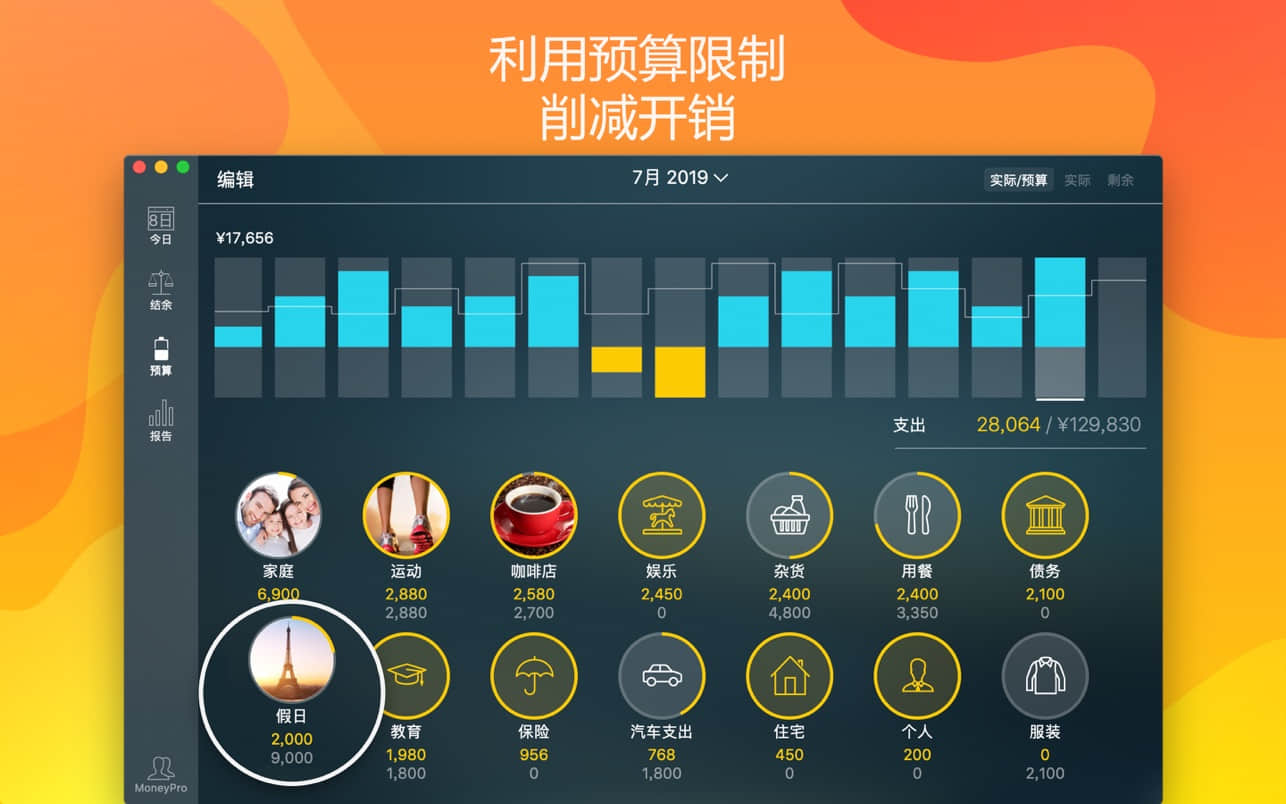 利用预算限制
削减开销
编辑
7月 2019
实际/预算 实际 剩余
8日
今日
结余
预算
报告
MoneyPro
¥17,656
支出 28,064 / ¥129,830
家庭 运动 咖啡店 娱乐 杂货 用餐 债务
6,900 2,880 2,580 2,450 2,400 2,400 2,100
2,880 2,700 0 4,800 3,350 0
假日 教育 保险 汽车支出 住宅 个人 服装
2,000 1,980 956 768 450 200 0
9,000 1,800 0 1,800 0 0 2,100